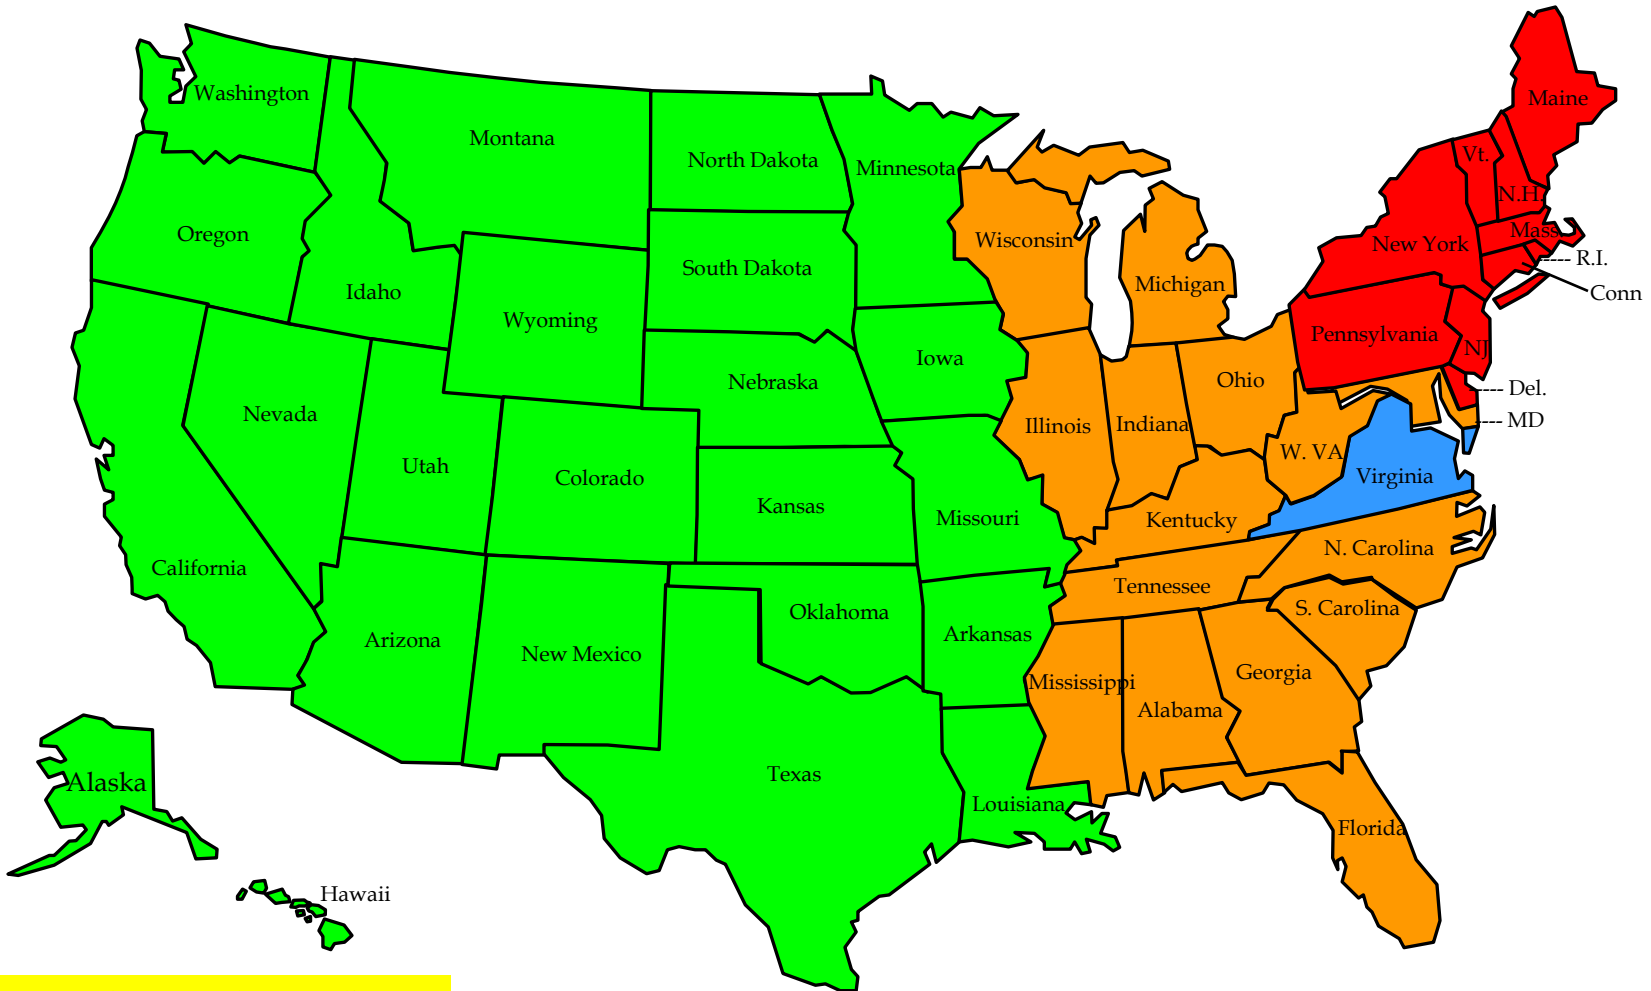 Maine
Washington
Montana
Vt.
North Dakota
Minnesota
N.H.
Mass.
Oregon
Wisconsin
New York
R.I.
South Dakota
Michigan
Idaho
Conn
Wyoming
Pennsylvania
NJ
Iowa
Nebraska
Ohio
Del.
Nevada
MD
Illinois
Indiana
W. VA
Utah
Colorado
Virginia
Kansas
Missouri
Kentucky
N. Carolina
California
Tennessee
S. Carolina
Oklahoma
Arkansas
Arizona
New Mexico
Georgia
Mississippi
Alabama
Texas
Alaska
Louisiana
Florida
Hawaii